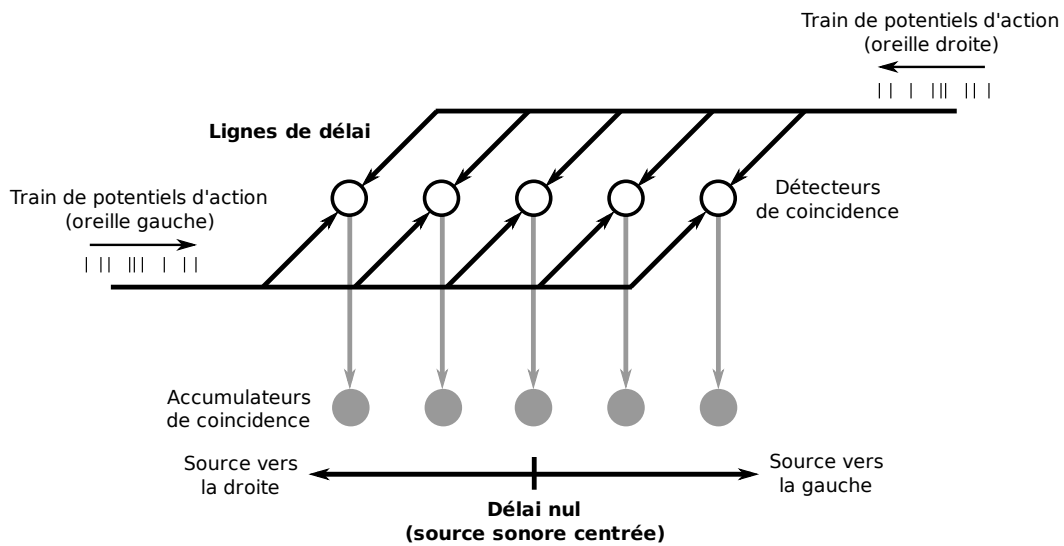 Train de potentiels d'action
(oreille droite)
Lignes de délai
Train de potentiels d'action
(oreille gauche)
Détecteurs
de coincidence
Accumulateurs
de coincidence
Source vers
la droite
Source vers
la gauche
Délai nul
(source sonore centrée)